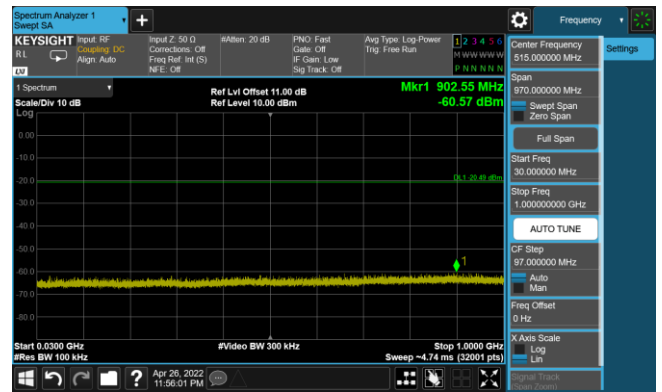 Spectrum Analyzer 1
Swept SA
Frequency
KEYSIGHT
RL
LXI
Input: RF
Coupling: DC
Align: Auto
Input Z: 50 Ω
Corrections: Off
Freq Ref: Int (S)
NFE: Off
#Atten: 20 dB
PNO: Fast
Gate: Off
IF Gain: Low
Sig Track: Off
Avg Type: Log-Power
Trig: Free Run
1 2 3 4 5 6
M W W W W W
P N N N N N
1 Spectrum
Scale/Div 10 dB
Log
Ref Lvl Offset 11.00 dB
Ref Level 10.00 dBm
Mkr1 902.55 MHz
-60.57 dBm
0.00
-10.0
-20.0
-30.0
-40.0
-50.0
-60.0
-70.0
-80.0
DL1 -20.49 dBm
1
Start 0.0300 GHz
#Res BW 100 kHz
#Video BW 300 kHz
Stop 1.0000 GHz
Sweep ~4.74 ms (32001 pts)
Apr 26, 2022
11:56:01 PM
Center Frequency
515.000000 MHz
Settings
Span
970.000000 MHz
Swept Span
Zero Span
Full Span
Start Freq
30.000000 MHz
Stop Freq
1.000000000 GHz
AUTO TUNE
CF Step
97.000000 MHz
Auto
Man
Freq Offset
0 Hz
X Axis Scale
Log
Lin
Signal Track
(Span Zoom)